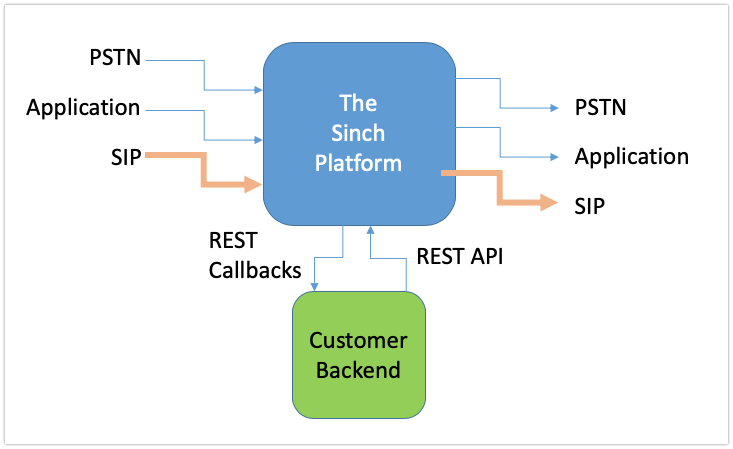 PSTN
Application
SIP
The
Sinch
Platform
PSTN
Application
SIP
REST
Callbacks
REST API
Customer
Backend